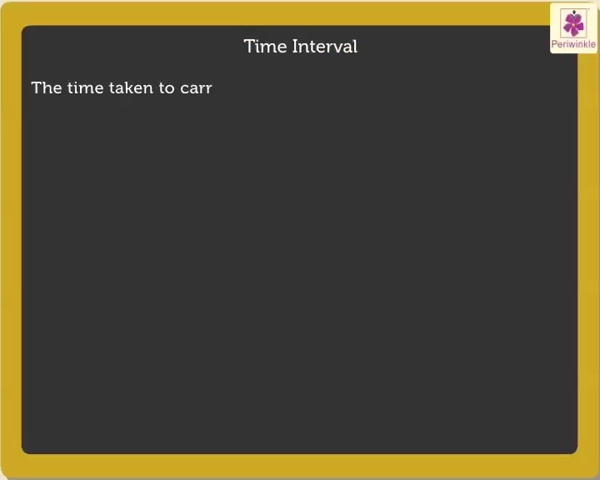 Time Interval
Periwinkle
The time taken to carr